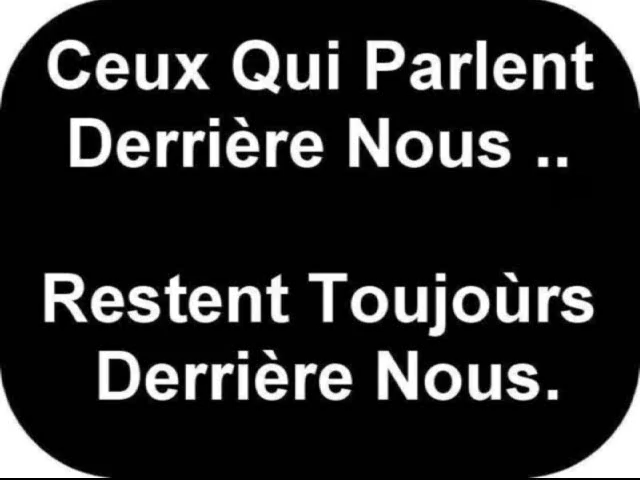 Ceux Qui Parlent
Derrière Nous ..
Restent Toujoùrs
Derrière Nous.